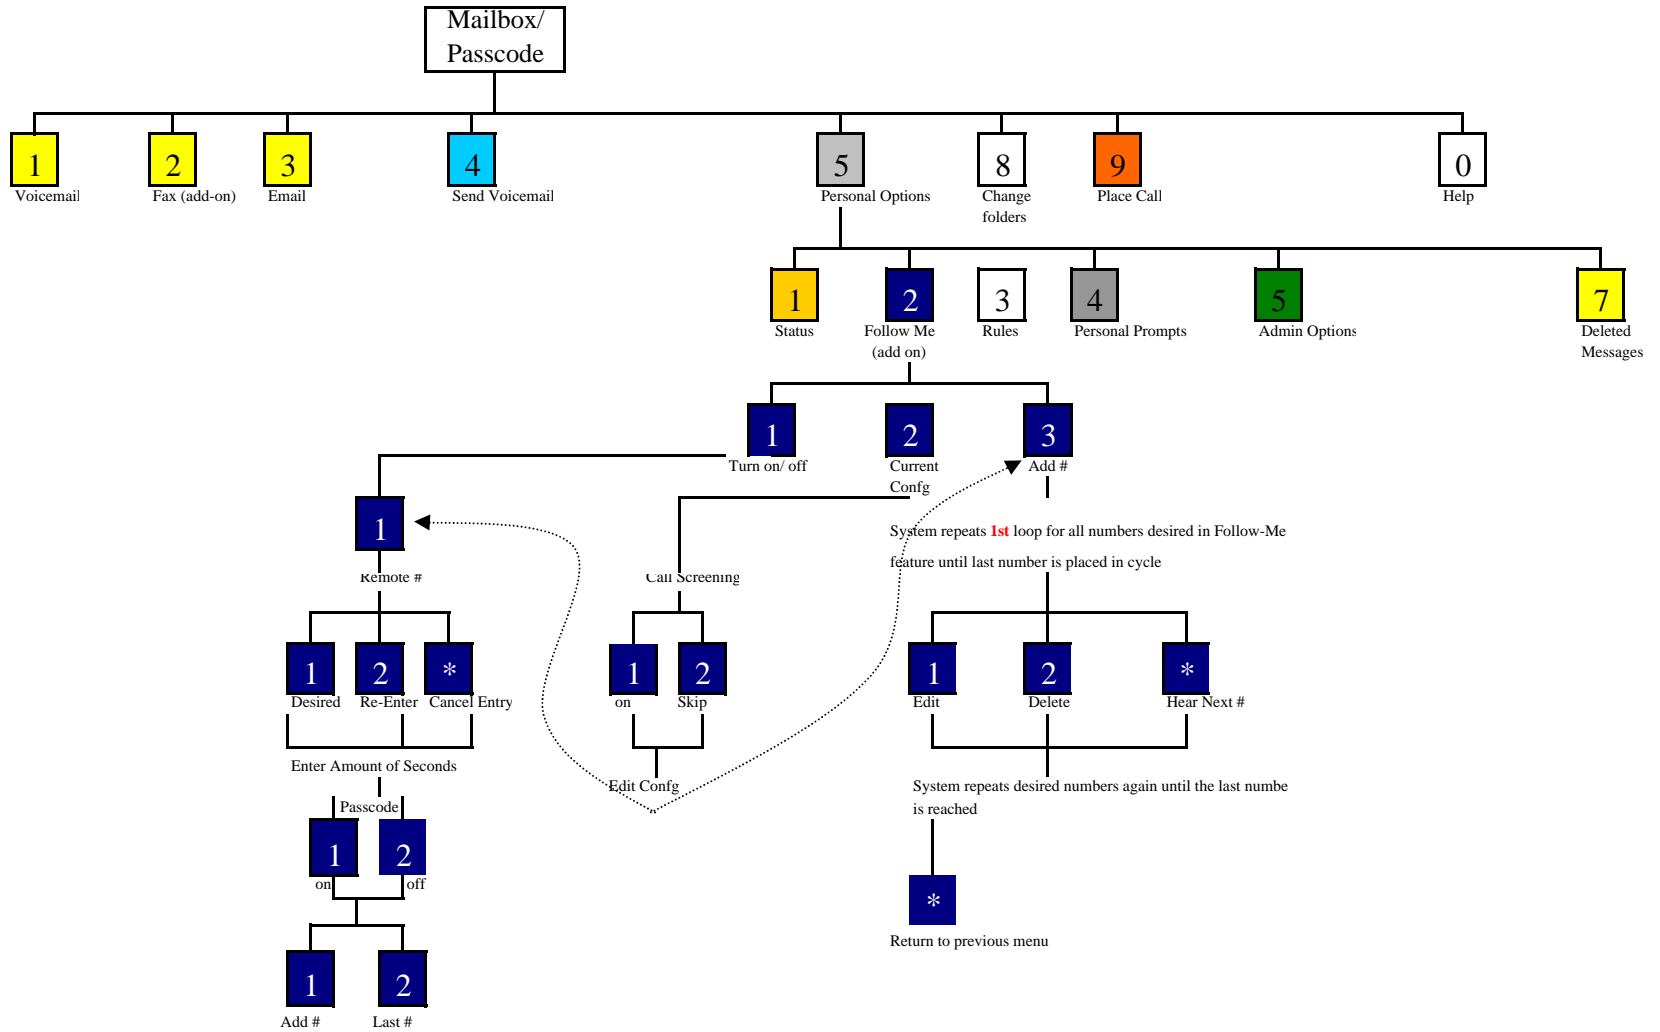 Mailbox/
Passcode
1 2 3 4 5 8 9 0
Voicemail Fax (add-on) Email Send Voicemail Personal Options Change Place Call Help
folders
1 2 3 4 5 7
Status Follow Me Rules Personal Prompts Admin Options Deleted
(add on) Messages
1 2 3
Turn on/ off Current Add #
Confg
1
System repeats 1st loop for all numbers desired in Follow-Me
feature until last number is placed in cycle
Remote # Call Screening
1 2 * 1 2 1 2 *
Desired Re-Enter Cancel Entry on Skip Edit Delete Hear Next #
Enter Amount of Seconds
Edit Confg System repeats desired numbers again until the last numbe
Passcode is reached
1 2
on off
*
Return to previous menu
1 2
Add # Last #